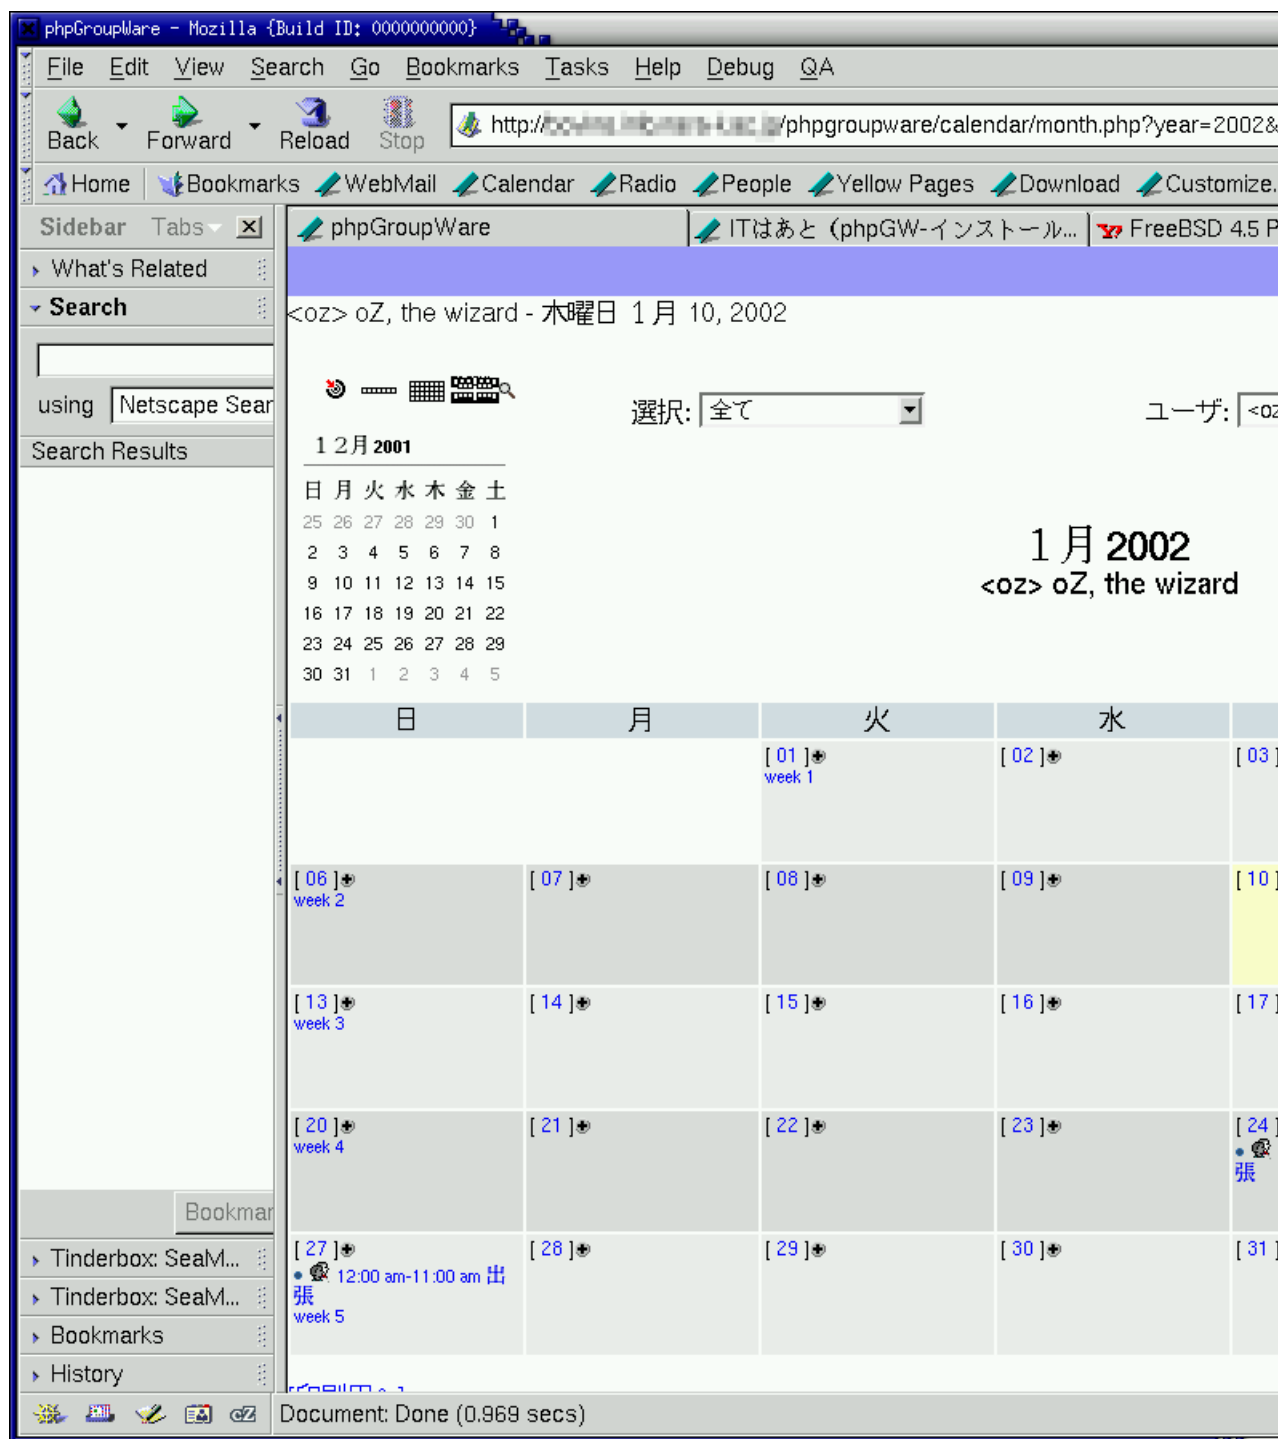 phpGroupWare - Mozilla {Build ID: 0000000000}
File Edit View Search Go Bookmarks Tasks Help Debug QA
Back Forward Reload Stop http:// /phpgroupware/calendar/month.php?year=2002&
Home Bookmarks WebMail Calendar Radio People Yellow Pages Download Customize.
Sidebar Tabs
phpGroupWare ITはあと（phpGW-インストール... FreeBSD 4.5 P
What's Related
Search
using Netscape Sear
Search Results
<oz> oZ, the wizard - 木曜日 １月 10, 2002
選択: 全て ユーザ: <oz
１２月 2001
日 月 火 水 木 金 土
25 26 27 28 29 30 1
2 3 4 5 6 7 8
9 10 11 12 13 14 15
16 17 18 19 20 21 22
23 24 25 26 27 28 29
30 31 1 2 3 4 5
１月 2002
<oz> oZ, the wizard
日 月 火 水
[ 01 ] [ 02 ] [ 03 ]
week 1
[ 06 ] [ 07 ] [ 08 ] [ 09 ] [ 10 ]
week 2
[ 13 ] [ 14 ] [ 15 ] [ 16 ] [ 17 ]
week 3
[ 20 ] [ 21 ] [ 22 ] [ 23 ] [ 24 ]
week 4
張
[ 27 ] [ 28 ] [ 29 ] [ 30 ] [ 31 ]
12:00 am-11:00 am 出
張
week 5
Bookmar
Tinderbox: SeaM...
Tinderbox: SeaM...
Bookmarks
History
Document: Done (0.969 secs)